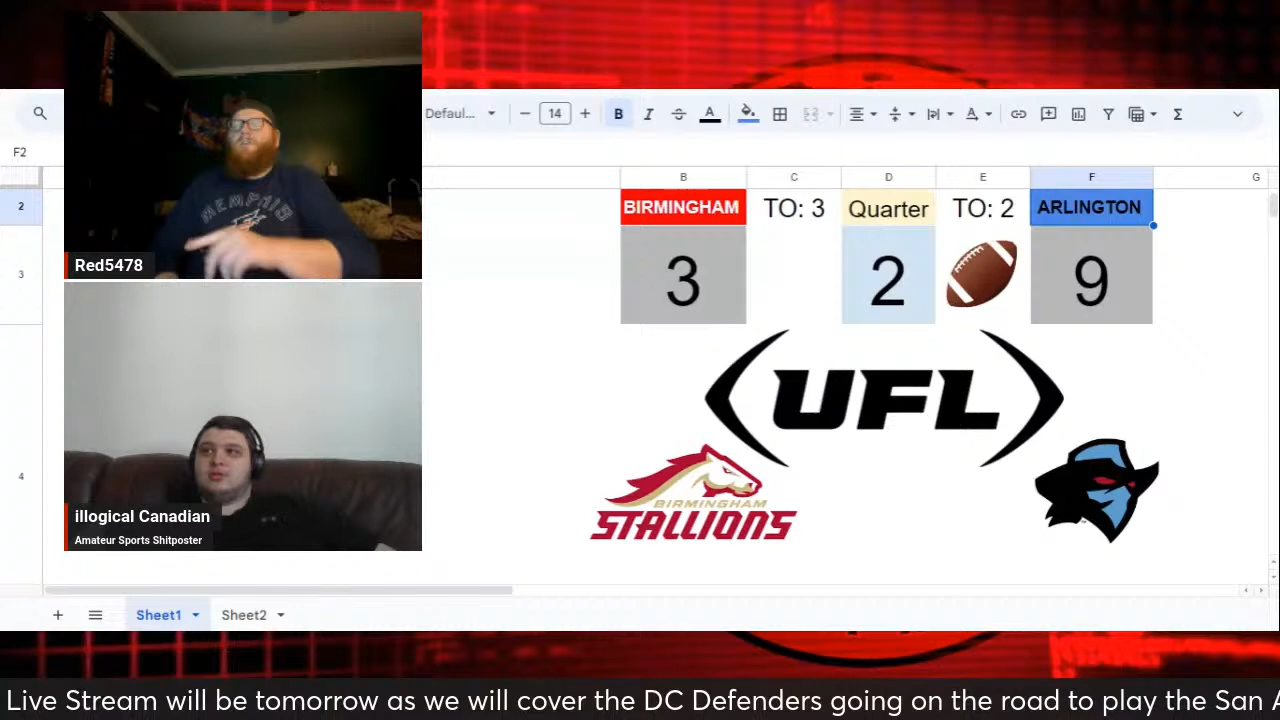 Defaul...
14
B
I
A
Σ
F2
B
C
D
E
F
G
2
BIRMINGHAM
TO: 3
Quarter
TO: 2
ARLINGTON
3
3
2
9
MEMPHIS
Red5478
UFL
4
BIRMINGHAM
STALLIONS
illogical Canadian
Amateur Sports Shitposter
Sheet1
Sheet2
Live Stream will be tomorrow as we will cover the DC Defenders going on the road to play the San A